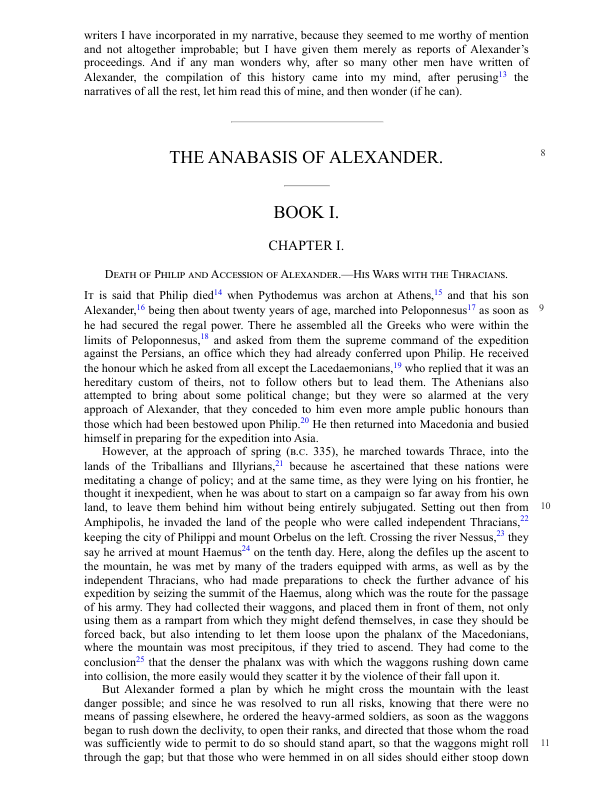 writers I have incorporated in my narrative, because they seemed to me worthy of mention
and not altogether improbable; but I have given them merely as reports of Alexander’s
proceedings. And if any man wonders why, after so many other men have written of
Alexander, the compilation of this history came into my mind, after perusing13 the
narratives of all the rest, let him read this of mine, and then wonder (if he can).
THE ANABASIS OF ALEXANDER. 8
BOOK I.
CHAPTER I.
Death of Philip and Accession of Alexander.—His Wars with the Thracians.
It is said that Philip died14 when Pythodemus was archon at Athens,15 and that his son
Alexander,16 being then about twenty years of age, marched into Peloponnesus17 as soon as 9
he had secured the regal power. There he assembled all the Greeks who were within the
limits of Peloponnesus,18 and asked from them the supreme command of the expedition
against the Persians, an office which they had already conferred upon Philip. He received
the honour which he asked from all except the Lacedaemonians,19 who replied that it was an
hereditary custom of theirs, not to follow others but to lead them. The Athenians also
attempted to bring about some political change; but they were so alarmed at the very
approach of Alexander, that they conceded to him even more ample public honours than
those which had been bestowed upon Philip.20 He then returned into Macedonia and busied
himself in preparing for the expedition into Asia.
However, at the approach of spring (B.C. 335), he marched towards Thrace, into the
lands of the Triballians and Illyrians,21 because he ascertained that these nations were
meditating a change of policy; and at the same time, as they were lying on his frontier, he
thought it inexpedient, when he was about to start on a campaign so far away from his own
land, to leave them behind him without being entirely subjugated. Setting out then from 10
Amphipolis, he invaded the land of the people who were called independent Thracians,22
keeping the city of Philippi and mount Orbelus on the left. Crossing the river Nessus,23 they
say he arrived at mount Haemus24 on the tenth day. Here, along the defiles up the ascent to
the mountain, he was met by many of the traders equipped with arms, as well as by the
independent Thracians, who had made preparations to check the further advance of his
expedition by seizing the summit of the Haemus, along which was the route for the passage
of his army. They had collected their waggons, and placed them in front of them, not only
using them as a rampart from which they might defend themselves, in case they should be
forced back, but also intending to let them loose upon the phalanx of the Macedonians,
where the mountain was most precipitous, if they tried to ascend. They had come to the
conclusion25 that the denser the phalanx was with which the waggons rushing down came
into collision, the more easily would they scatter it by the violence of their fall upon it.
But Alexander formed a plan by which he might cross the mountain with the least
danger possible; and since he was resolved to run all risks, knowing that there were no
means of passing elsewhere, he ordered the heavy-armed soldiers, as soon as the waggons
began to rush down the declivity, to open their ranks, and directed that those whom the road
was sufficiently wide to permit to do so should stand apart, so that the waggons might roll 11
through the gap; but that those who were hemmed in on all sides should either stoop down